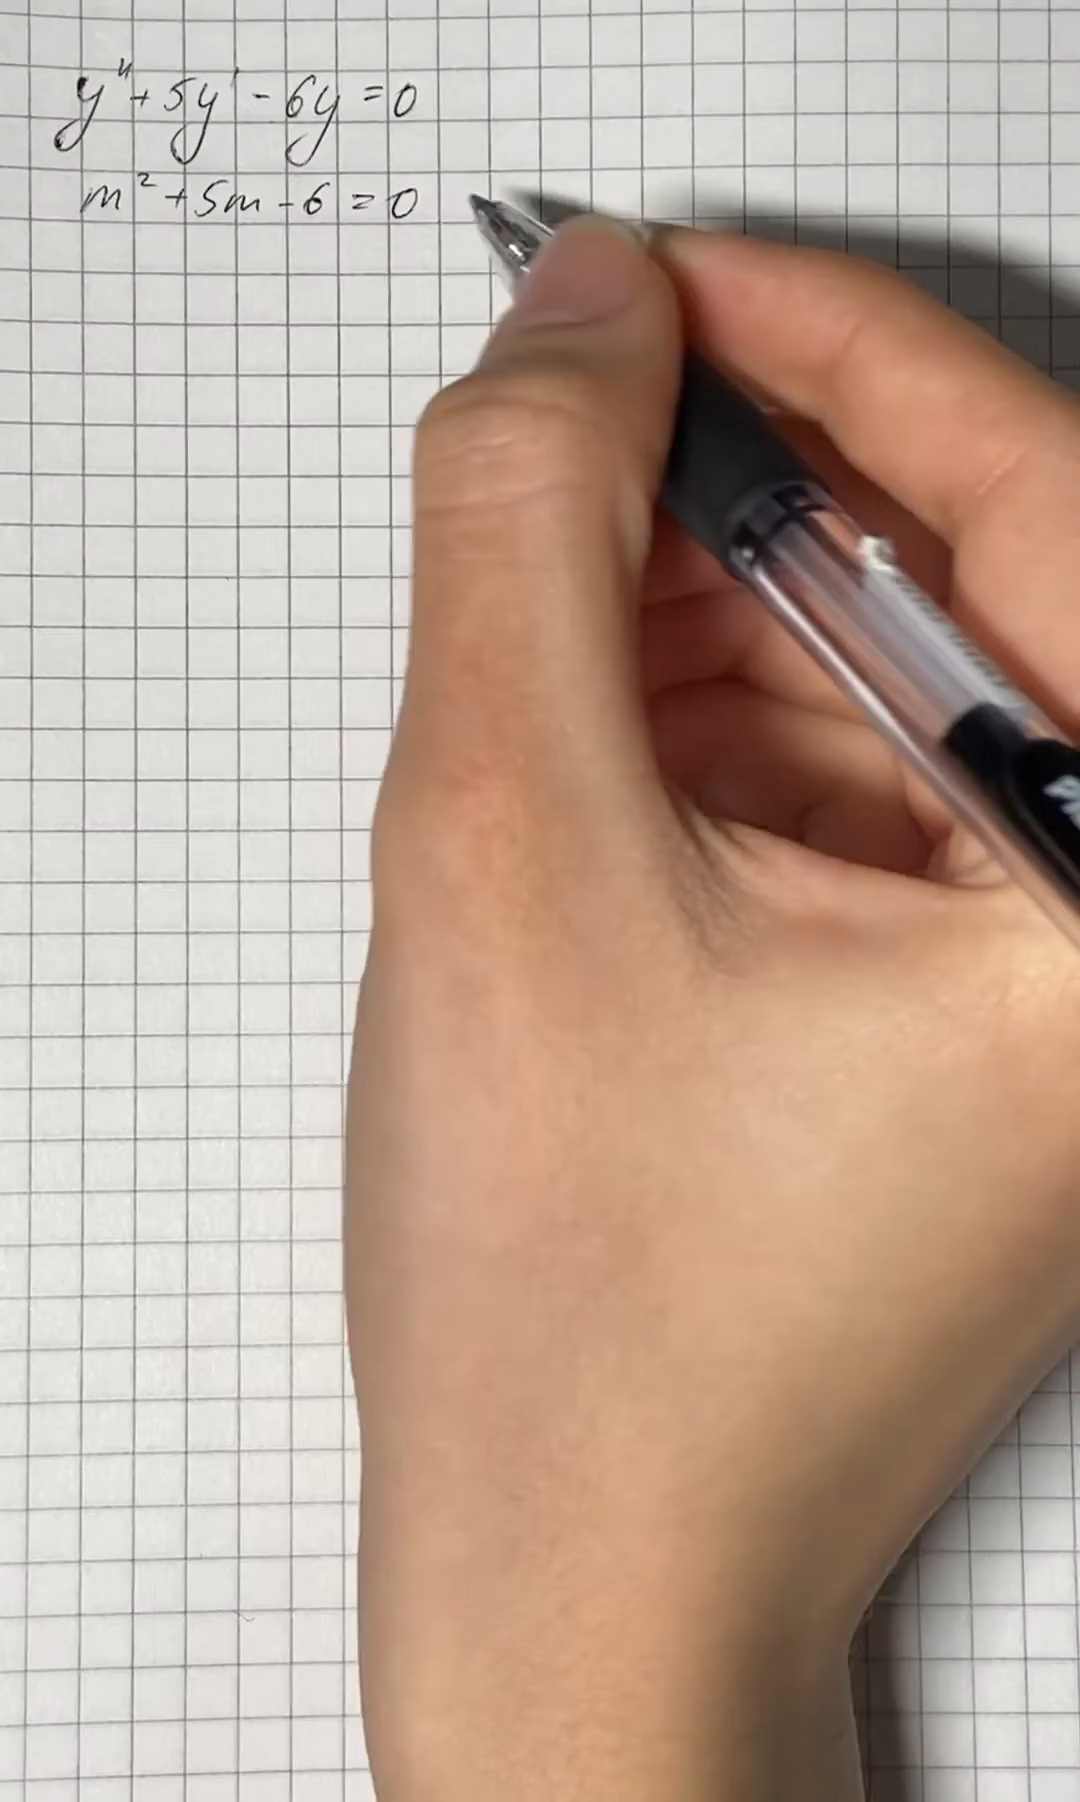 y'' + 5y' - 6y = 0
m² + 5m - 6 = 0